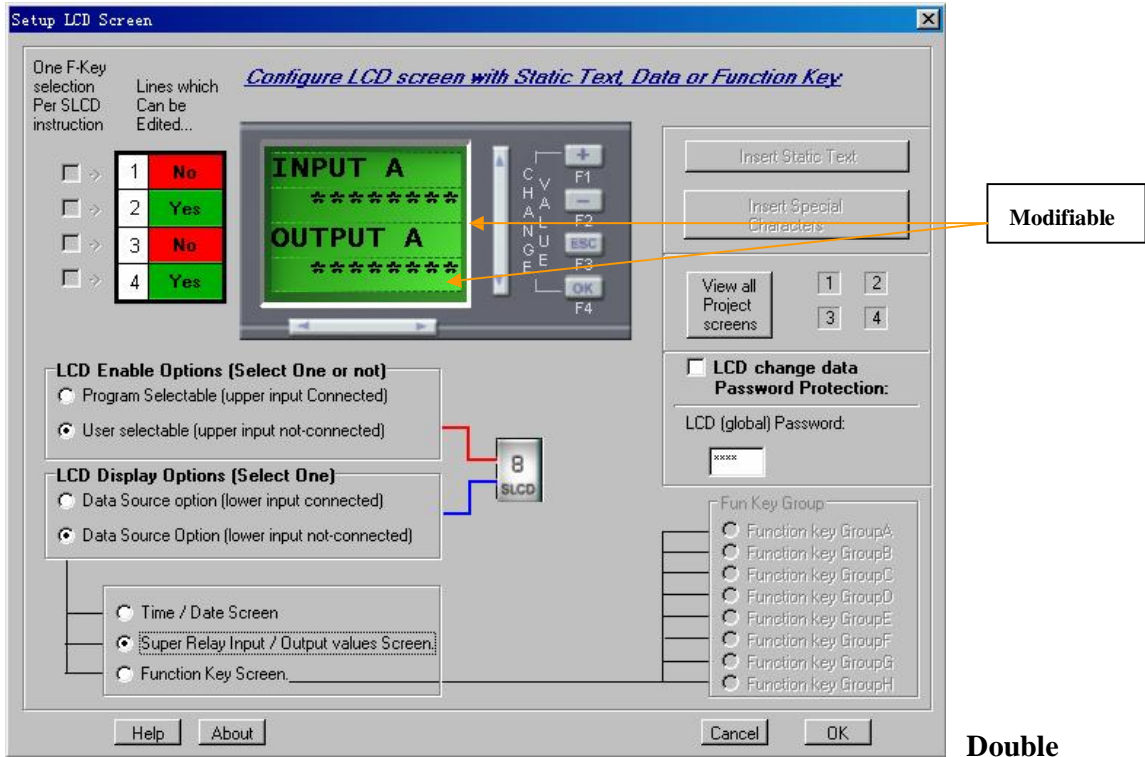 Setup LCD Screen
One F-Key
selection
Per SLCD
instruction
Lines which
Can be
Edited...
Configure LCD screen with Static Text, Data or Function Key
1 No
2 Yes
3 No
4 Yes
INPUT A
********
OUTPUT A
********
CHANGE
VALUE
+
F1
-
F2
ESC
F3
OK
F4
Insert Static Text
Insert Special
Characters
Modifiable
View all
Project
screens
1 2
3 4
LCD Enable Options (Select One or not)
Program Selectable (upper input Connected)
User selectable (upper input not-connected)
LCD Display Options (Select One)
Data Source option (lower input connected)
Data Source Option (lower input not-connected)
8
SLCD
LCD change data
Password Protection:
LCD (global) Password:
****
Time / Date Screen
Super Relay Input / Output values Screen.
Function Key Screen.
Fun Key Group
Function key GroupA
Function key GroupB
Function key GroupC
Function key GroupD
Function key GroupE
Function key GroupF
Function key GroupG
Function key GroupH
Help
About
Cancel
OK
Double